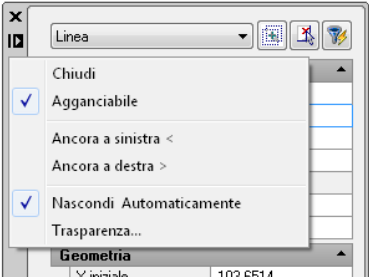 Linea
Chiudi
Agganciabile
Ancora a sinistra <
Ancora a destra >
Nascondi Automaticamente
Trasparenza...
Geometria
X iniziale 103.6514